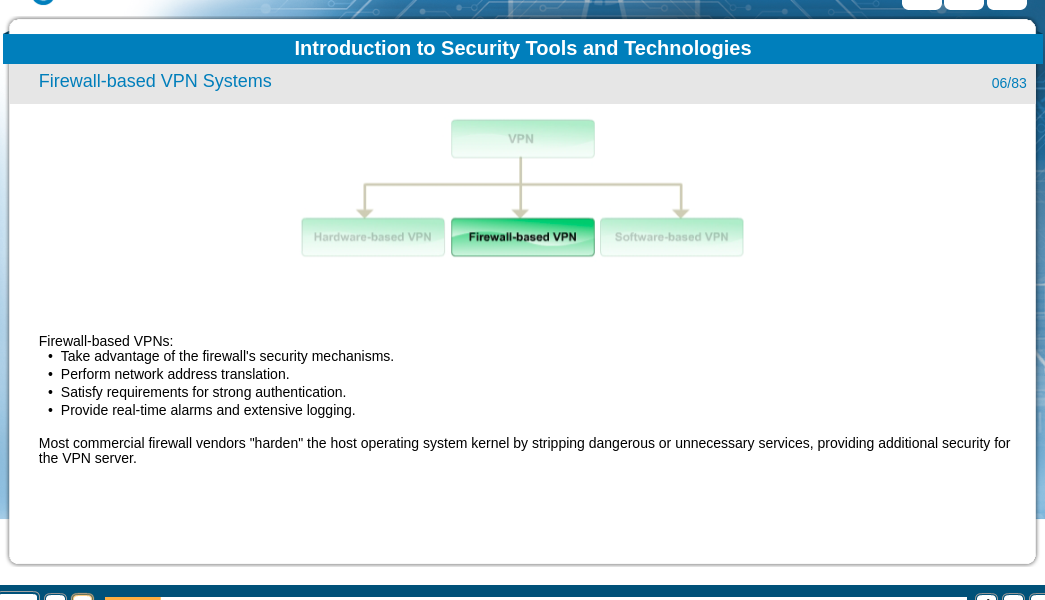 Introduction to Security Tools and Technologies
Firewall-based VPN Systems
06/83
VPN
Hardware-based VPN
Firewall-based VPN
Software-based VPN
Firewall-based VPNs:
• Take advantage of the firewall's security mechanisms.
• Perform network address translation.
• Satisfy requirements for strong authentication.
• Provide real-time alarms and extensive logging.
Most commercial firewall vendors "harden" the host operating system kernel by stripping dangerous or unnecessary services, providing additional security for
the VPN server.